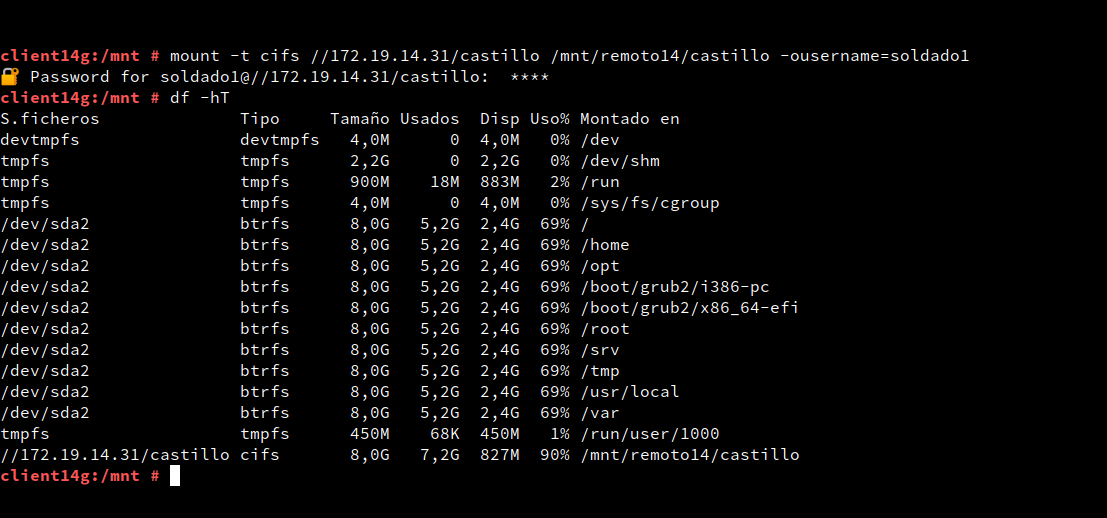 client14g:/mnt # mount -t cifs //172.19.14.31/castillo /mnt/remoto14/castillo -ousername=soldado1
🔐 Password for soldado1@//172.19.14.31/castillo:  ****
client14g:/mnt # df -hT
S.ficheros              Tipo     Tamaño Usados  Disp Uso% Montado en
devtmpfs                devtmpfs   4,0M      0  4,0M   0% /dev
tmpfs                   tmpfs      2,2G      0  2,2G   0% /dev/shm
tmpfs                   tmpfs      900M    18M  883M   2% /run
tmpfs                   tmpfs      4,0M      0  4,0M   0% /sys/fs/cgroup
/dev/sda2               btrfs      8,0G   5,2G  2,4G  69% /
/dev/sda2               btrfs      8,0G   5,2G  2,4G  69% /home
/dev/sda2               btrfs      8,0G   5,2G  2,4G  69% /opt
/dev/sda2               btrfs      8,0G   5,2G  2,4G  69% /boot/grub2/i386-pc
/dev/sda2               btrfs      8,0G   5,2G  2,4G  69% /boot/grub2/x86_64-efi
/dev/sda2               btrfs      8,0G   5,2G  2,4G  69% /root
/dev/sda2               btrfs      8,0G   5,2G  2,4G  69% /srv
/dev/sda2               btrfs      8,0G   5,2G  2,4G  69% /tmp
/dev/sda2               btrfs      8,0G   5,2G  2,4G  69% /usr/local
/dev/sda2               btrfs      8,0G   5,2G  2,4G  69% /var
tmpfs                   tmpfs      450M    68K  450M   1% /run/user/1000
//172.19.14.31/castillo cifs       8,0G   7,2G  827M  90% /mnt/remoto14/castillo
client14g:/mnt #